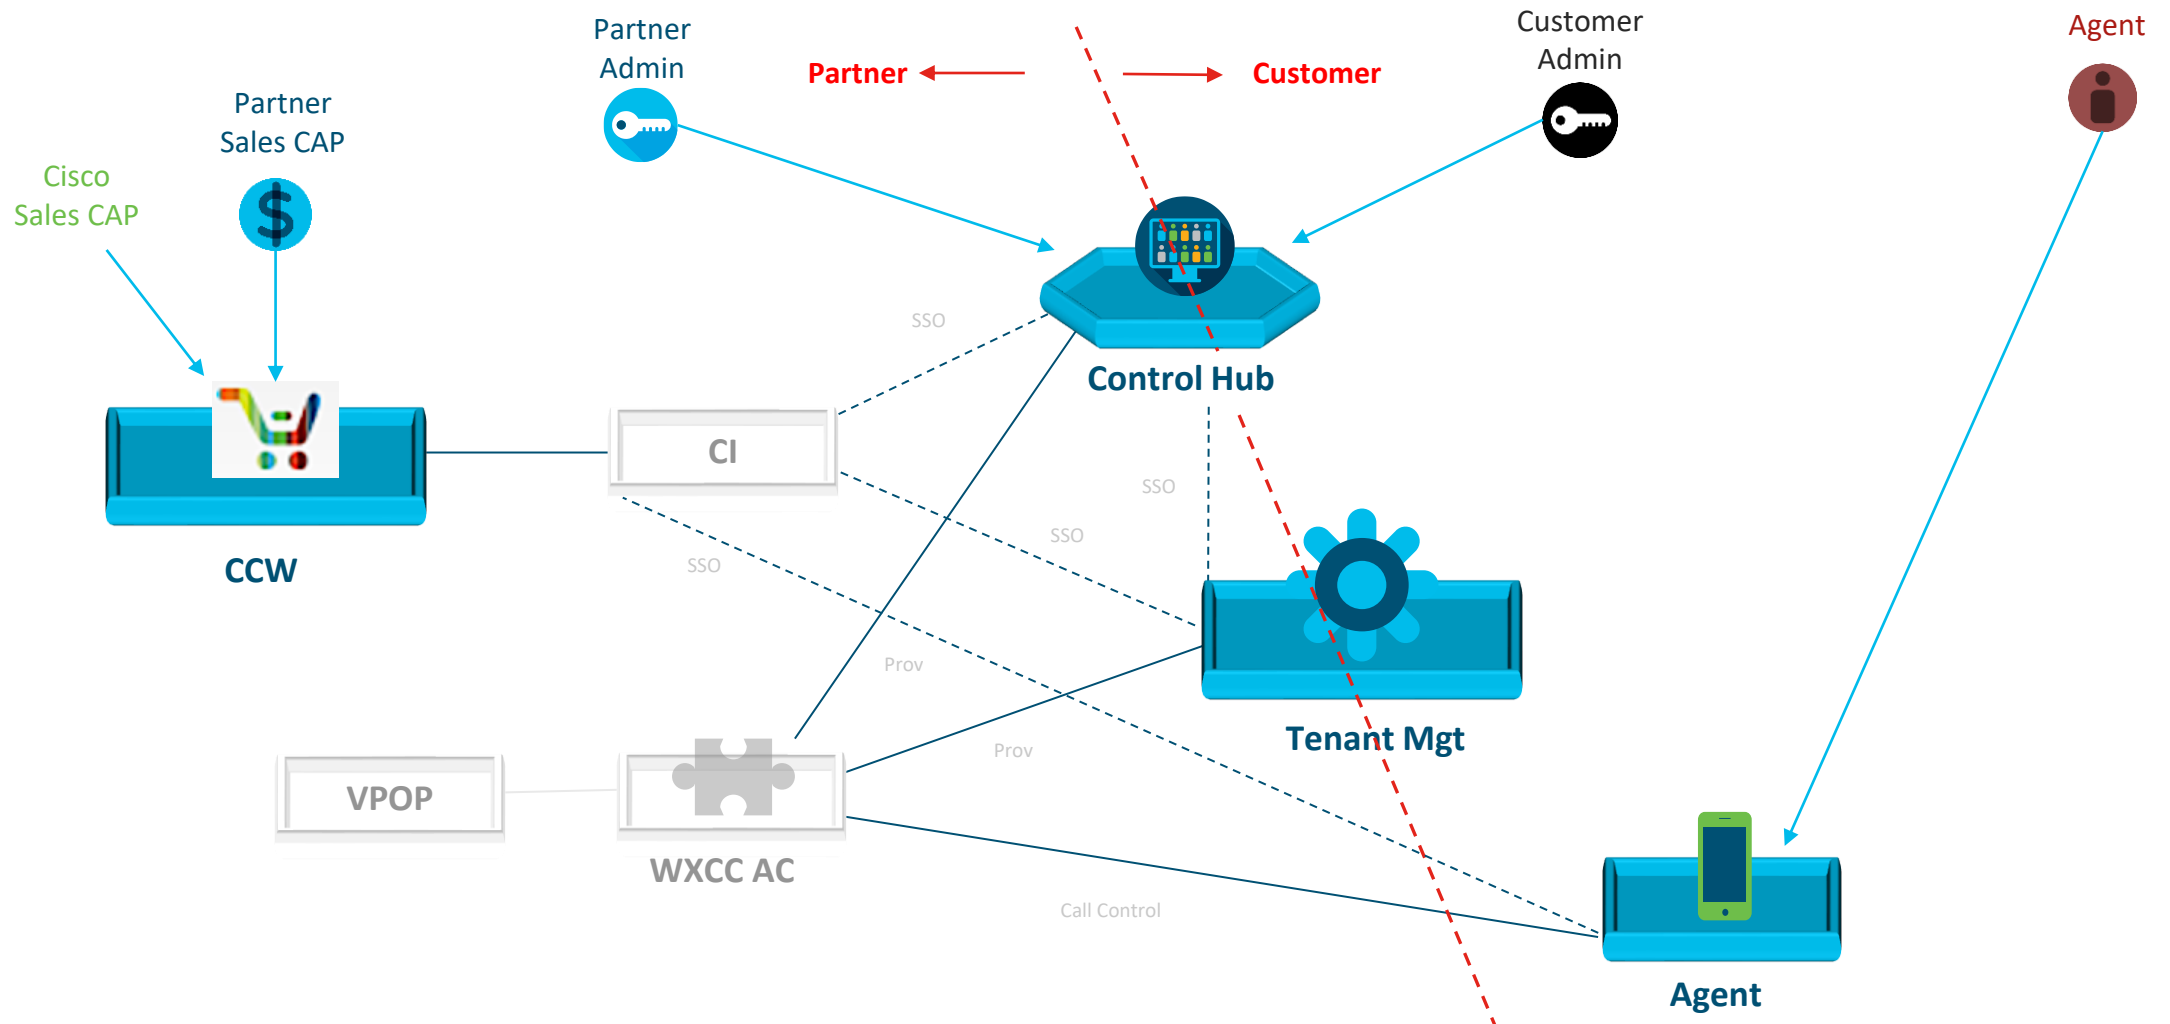 Partner
Admin
Customer
Admin
Agent
Partner
Customer
Partner
Sales CAP
Cisco
Sales CAP
$
SSO
Control Hub
CI
SSO
SSO
SSO
CCW
Prov
Tenant Mgt
Prov
VPOP
WXCC AC
Call Control
Agent